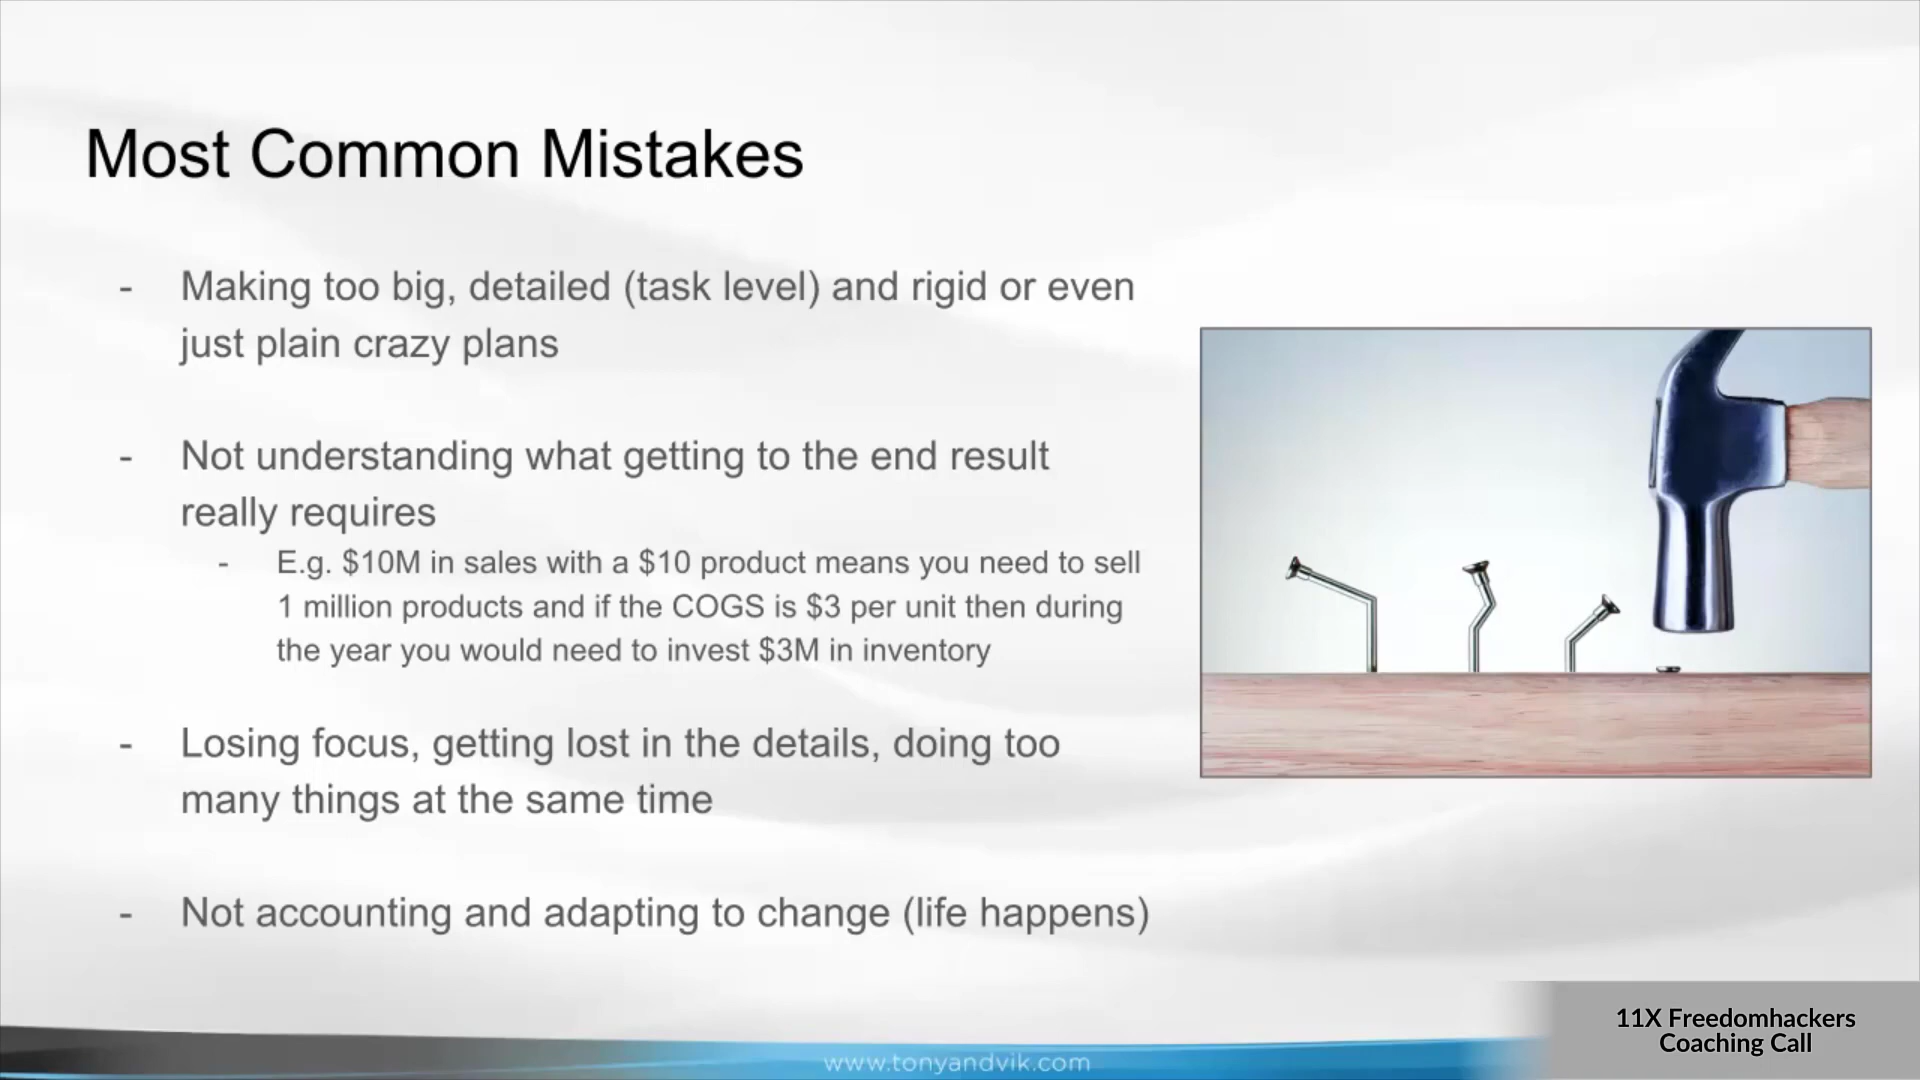 Most Common Mistakes
- Making too big, detailed (task level) and rigid or even
just plain crazy plans
- Not understanding what getting to the end result
really requires
- E.g. $10M in sales with a $10 product means you need to sell
1 million products and if the COGS is $3 per unit then during
the year you would need to invest $3M in inventory
- Losing focus, getting lost in the details, doing too
many things at the same time
- Not accounting and adapting to change (life happens)
www.tonyandvik.com
11X Freedomhackers
Coaching Call